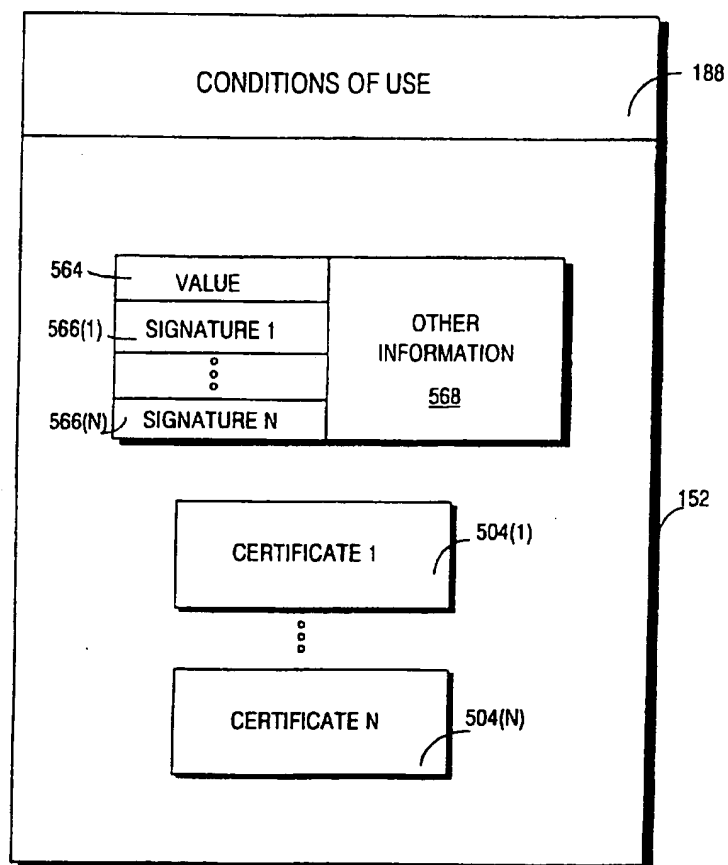 CONDITIONS OF USE
188
564
VALUE
566(1)
SIGNATURE 1
566(N)
SIGNATURE N
OTHER
INFORMATION
568
152
CERTIFICATE 1
504(1)
CERTIFICATE N
504(N)